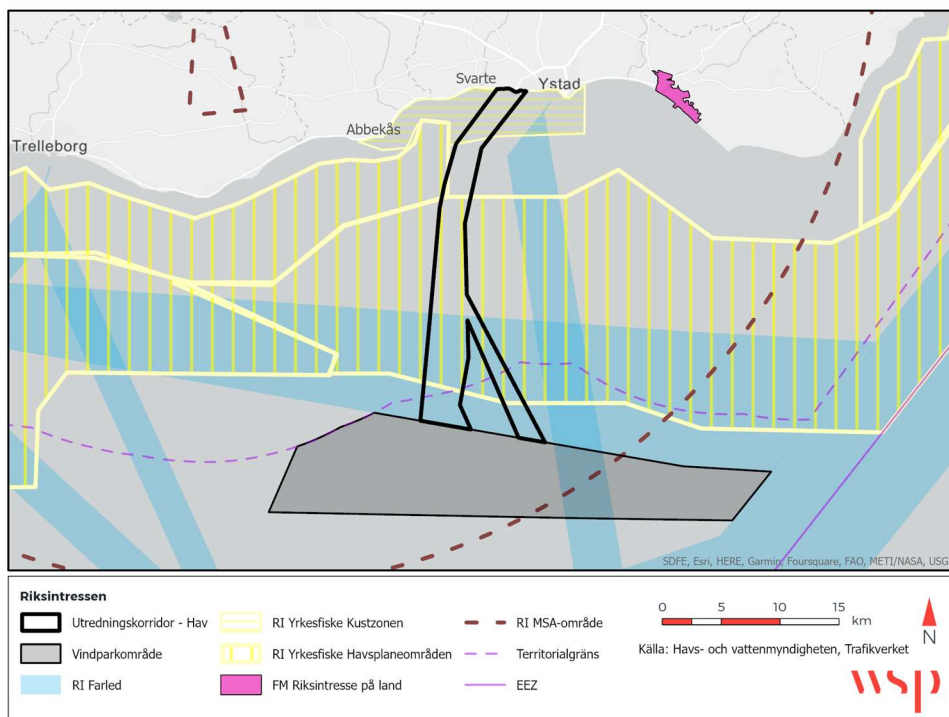 Svarte
Ystad
Abbekås
Trelleborg
SDFE, Esri, HERE, Garmin, Foursquare, FAO, METI/NASA, USG
Riksintressen
Utredningskorridor - Hav
Vindparkområde
RI Farled
RI Yrkesfiske Kustzonen
RI Yrkesfiske Havsplaneområden
FM Riksintresse på land
RI MSA-område
Territorialgräns
EEZ
0 5 10 15
km
N
Källa: Havs- och vattenmyndigheten, Trafikverket
wsp